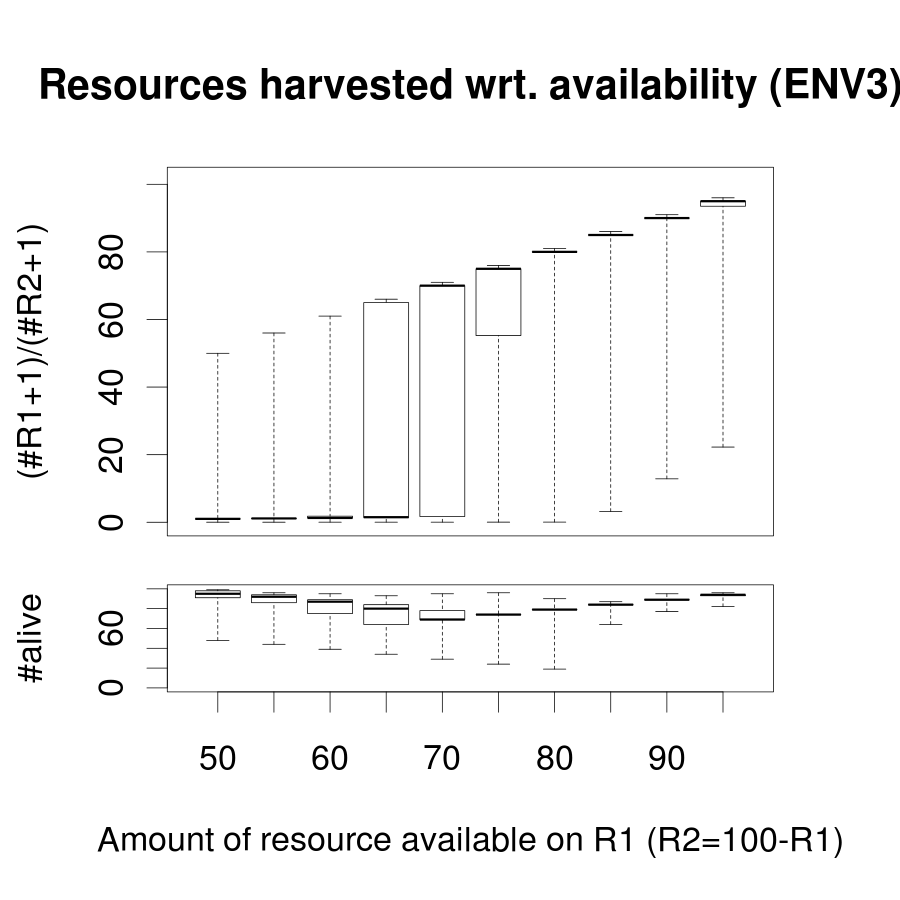 Resources harvested wrt. availability (ENV3)
(#R1+1)/(#R2+1)
80
60
40
20
0
#alive
60
0
50 60 70 80 90
Amount of resource available on R1 (R2=100-R1)